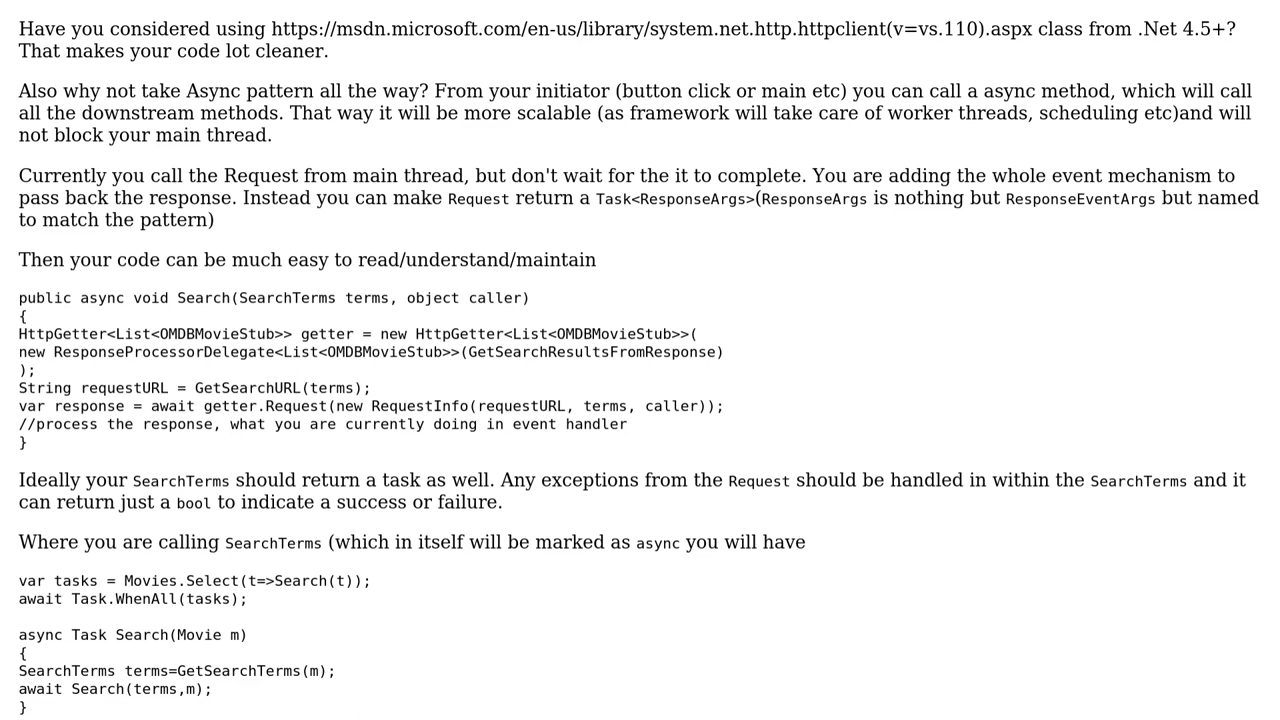 Have you considered using https://msdn.microsoft.com/en-us/library/system.net.http.httpclient(v=vs.110).aspx class from .Net 4.5+?
That makes your code lot cleaner.
Also why not take Async pattern all the way? From your initiator (button click or main etc) you can call a async method, which will call
all the downstream methods. That way it will be more scalable (as framework will take care of worker threads, scheduling etc)and will
not block your main thread.
Currently you call the Request from main thread, but don't wait for the it to complete. You are adding the whole event mechanism to
pass back the response. Instead you can make Request return a Task<ResponseArgs>(ResponseArgs is nothing but ResponseEventArgs but named
to match the pattern)
Then your code can be much easy to read/understand/maintain
public async void Search(SearchTerms terms, object caller)
{
HttpGetter<List<OMDBMovieStub>> getter = new HttpGetter<List<OMDBMovieStub>>(
new ResponseProcessorDelegate<List<OMDBMovieStub>>(GetSearchResultsFromResponse)
);
String requestURL = GetSearchURL(terms);
var response = await getter.Request(new RequestInfo(requestURL, terms, caller));
//process the response, what you are currently doing in event handler
}
Ideally your SearchTerms should return a task as well. Any exceptions from the Request should be handled in within the SearchTerms and it
can return just a bool to indicate a success or failure.
Where you are calling SearchTerms (which in itself will be marked as async you will have
var tasks = Movies.Select(t=>Search(t));
await Task.WhenAll(tasks);
async Task Search(Movie m)
{
SearchTerms terms=GetSearchTerms(m);
await Search(terms,m);
}